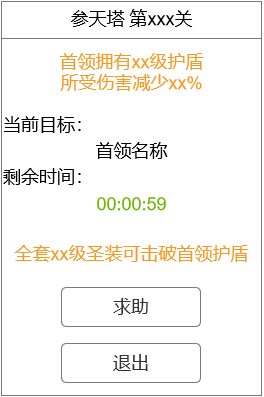 参天塔 第xxx关
首领拥有xx级护盾
所受伤害减少xx%
当前目标：
首领名称
剩余时间：
00:00:59
全套xx级圣装可击破首领护盾
求助
退出